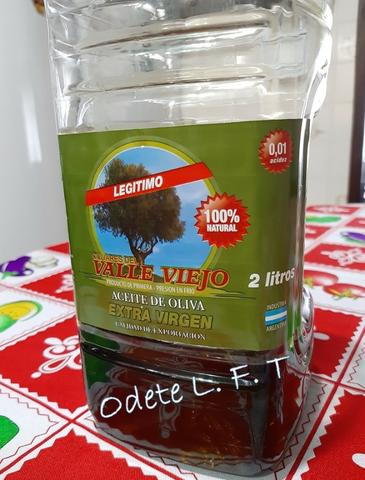 0,01
acidez
LEGITIMO
100%
NATURAL
VALLE VIEJO
PRODUCTO DE PRIMERA - PRESION EN FRIO
2 litros
ACEITE DE OLIVA
EXTRA VIRGEN
CALIDAD DE EXPORTACION
INDUSTRIA
ARGENTINA
Odete L. F. T